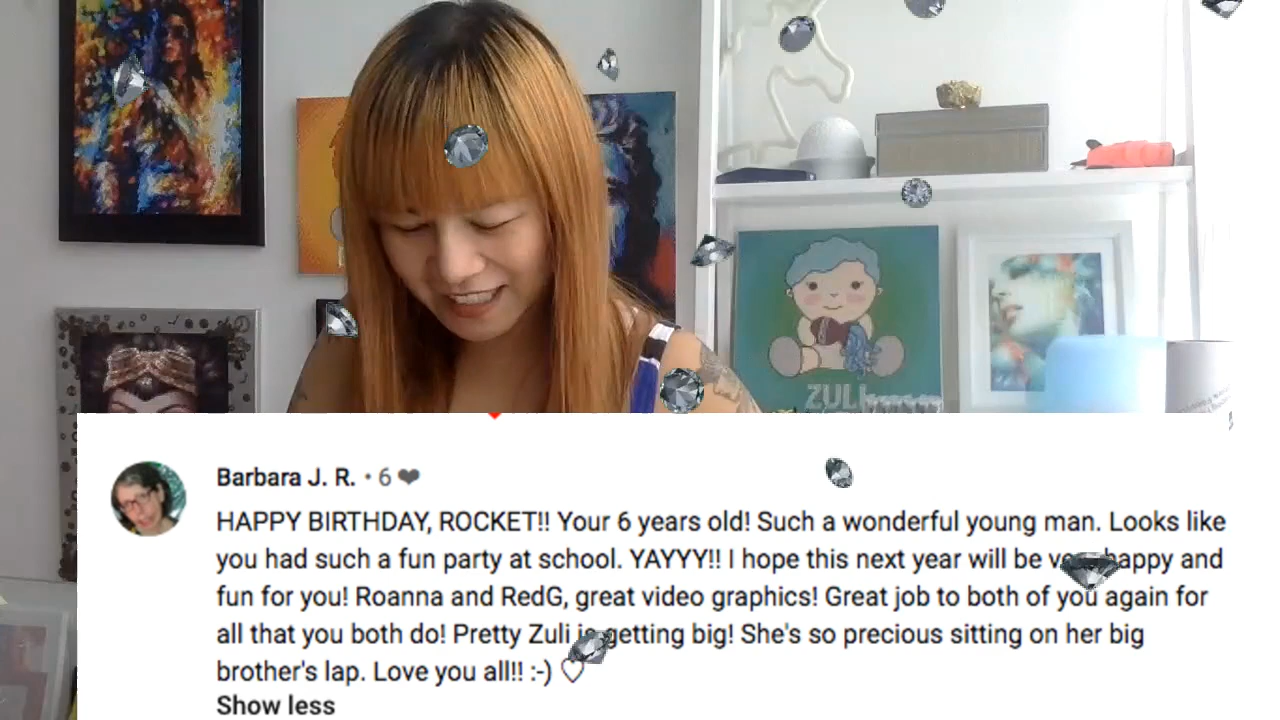 ZULI
Barbara J. R. • 6 ❤
HAPPY BIRTHDAY, ROCKET!! Your 6 years old! Such a wonderful young man. Looks like
you had such a fun party at school. YAYYY!! I hope this next year will be very happy and
fun for you! Roanna and RedG, great video graphics! Great job to both of you again for
all that you both do! Pretty Zuli is getting big! She's so precious sitting on her big
brother's lap. Love you all!! :-) ♡
Show less